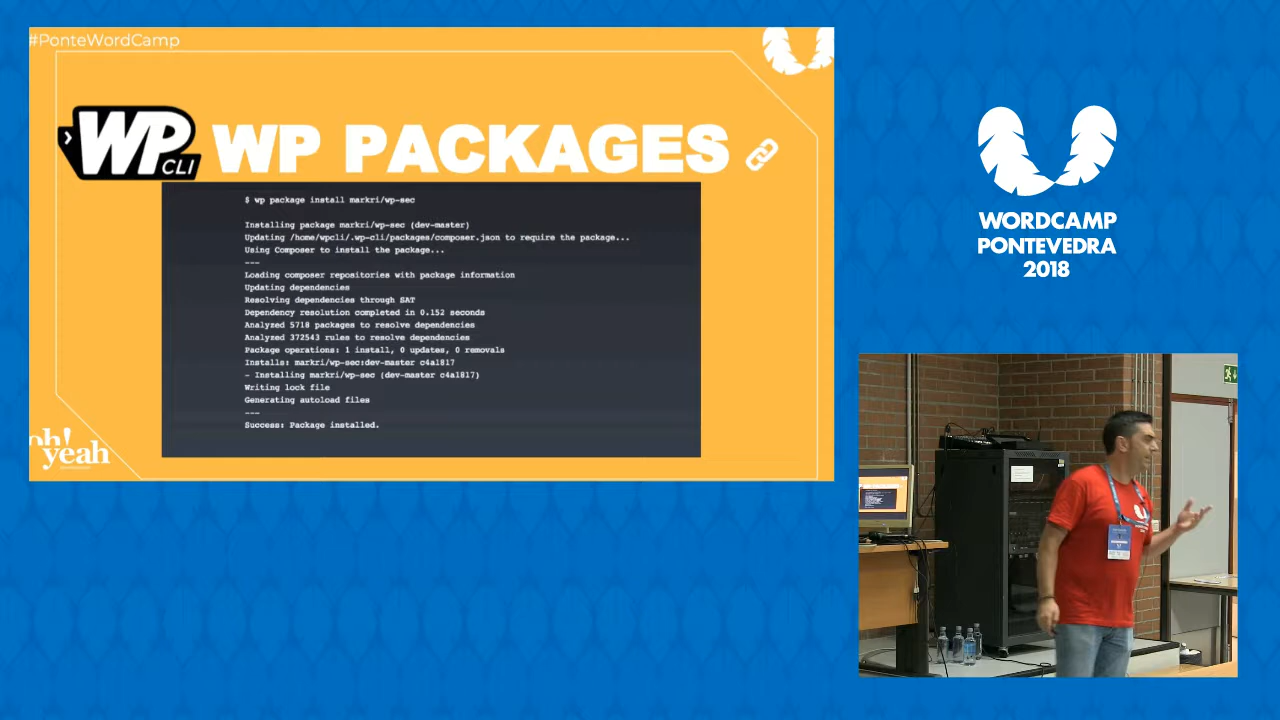 #PonteWordCamp
WP CLI WP PACKAGES
$ wp package install markri/wp-sec
Installing package markri/wp-sec (dev-master)
Updating /home/wpcli/.wp-cli/packages/composer.json to require the package...
Using Composer to install the package...
---
Loading composer repositories with package information
Updating dependencies
Resolving dependencies through SAT
Dependency resolution completed in 0.152 seconds
Analyzed 5718 packages to resolve dependencies
Analyzed 372543 rules to resolve dependencies
Package operations: 1 install, 0 updates, 0 removals
Installs: markri/wp-sec:dev-master c4a1817
- Installing markri/wp-sec (dev-master c4a1817)
Writing lock file
Generating autoload files
---
Success: Package installed.
oh!
yeah
WORDCAMP
PONTEVEDRA
2018